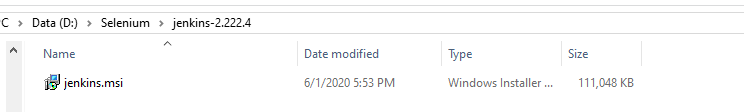 PC > Data (D:) > Selenium > jenkins-2.222.4
Name Date modified Type Size
jenkins.msi 6/1/2020 5:53 PM Windows Installer ... 111,048 KB